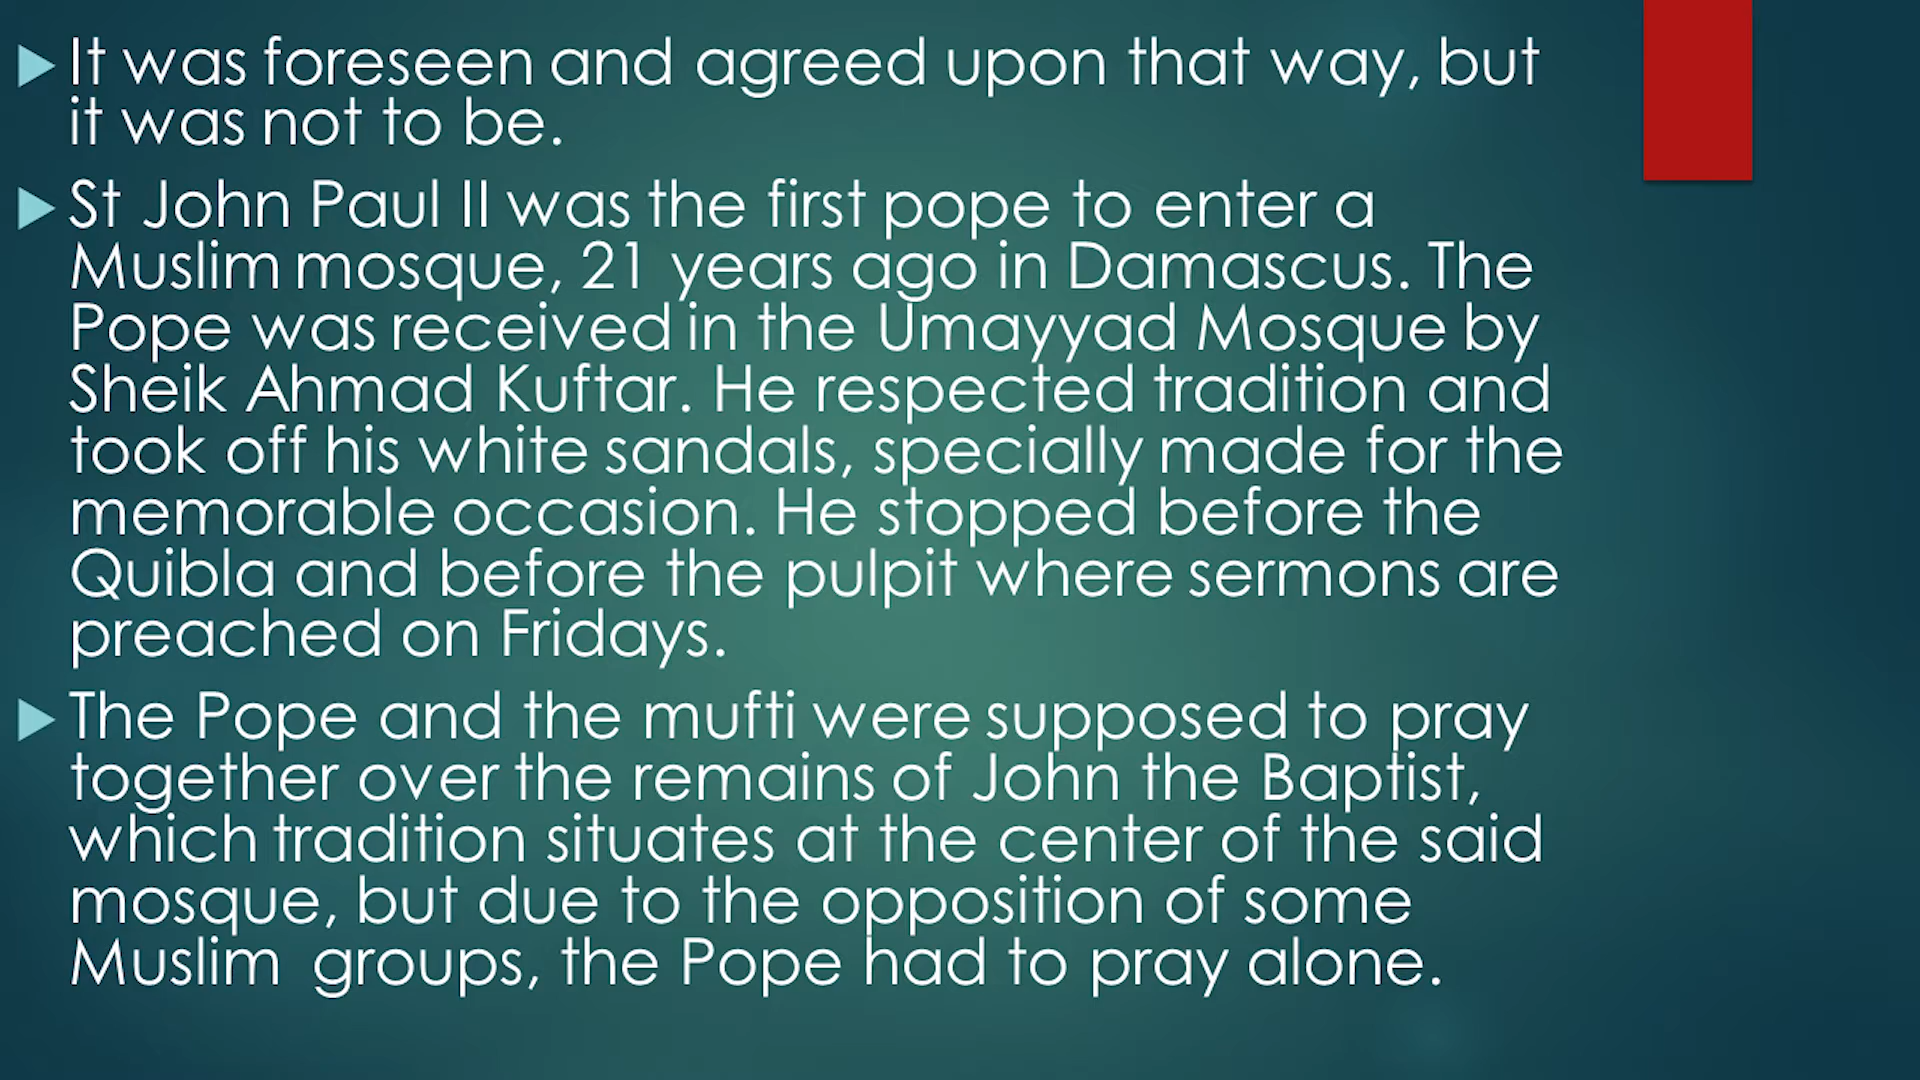 It was foreseen and agreed upon that way, but
it was not to be.
St John Paul II was the first pope to enter a
Muslim mosque, 21 years ago in Damascus. The
Pope was received in the Umayyad Mosque by
Sheik Ahmad Kuftar. He respected tradition and
took off his white sandals, specially made for the
memorable occasion. He stopped before the
Quibla and before the pulpit where sermons are
preached on Fridays.
The Pope and the mufti were supposed to pray
together over the remains of John the Baptist,
which tradition situates at the center of the said
mosque, but due to the opposition of some
Muslim groups, the Pope had to pray alone.